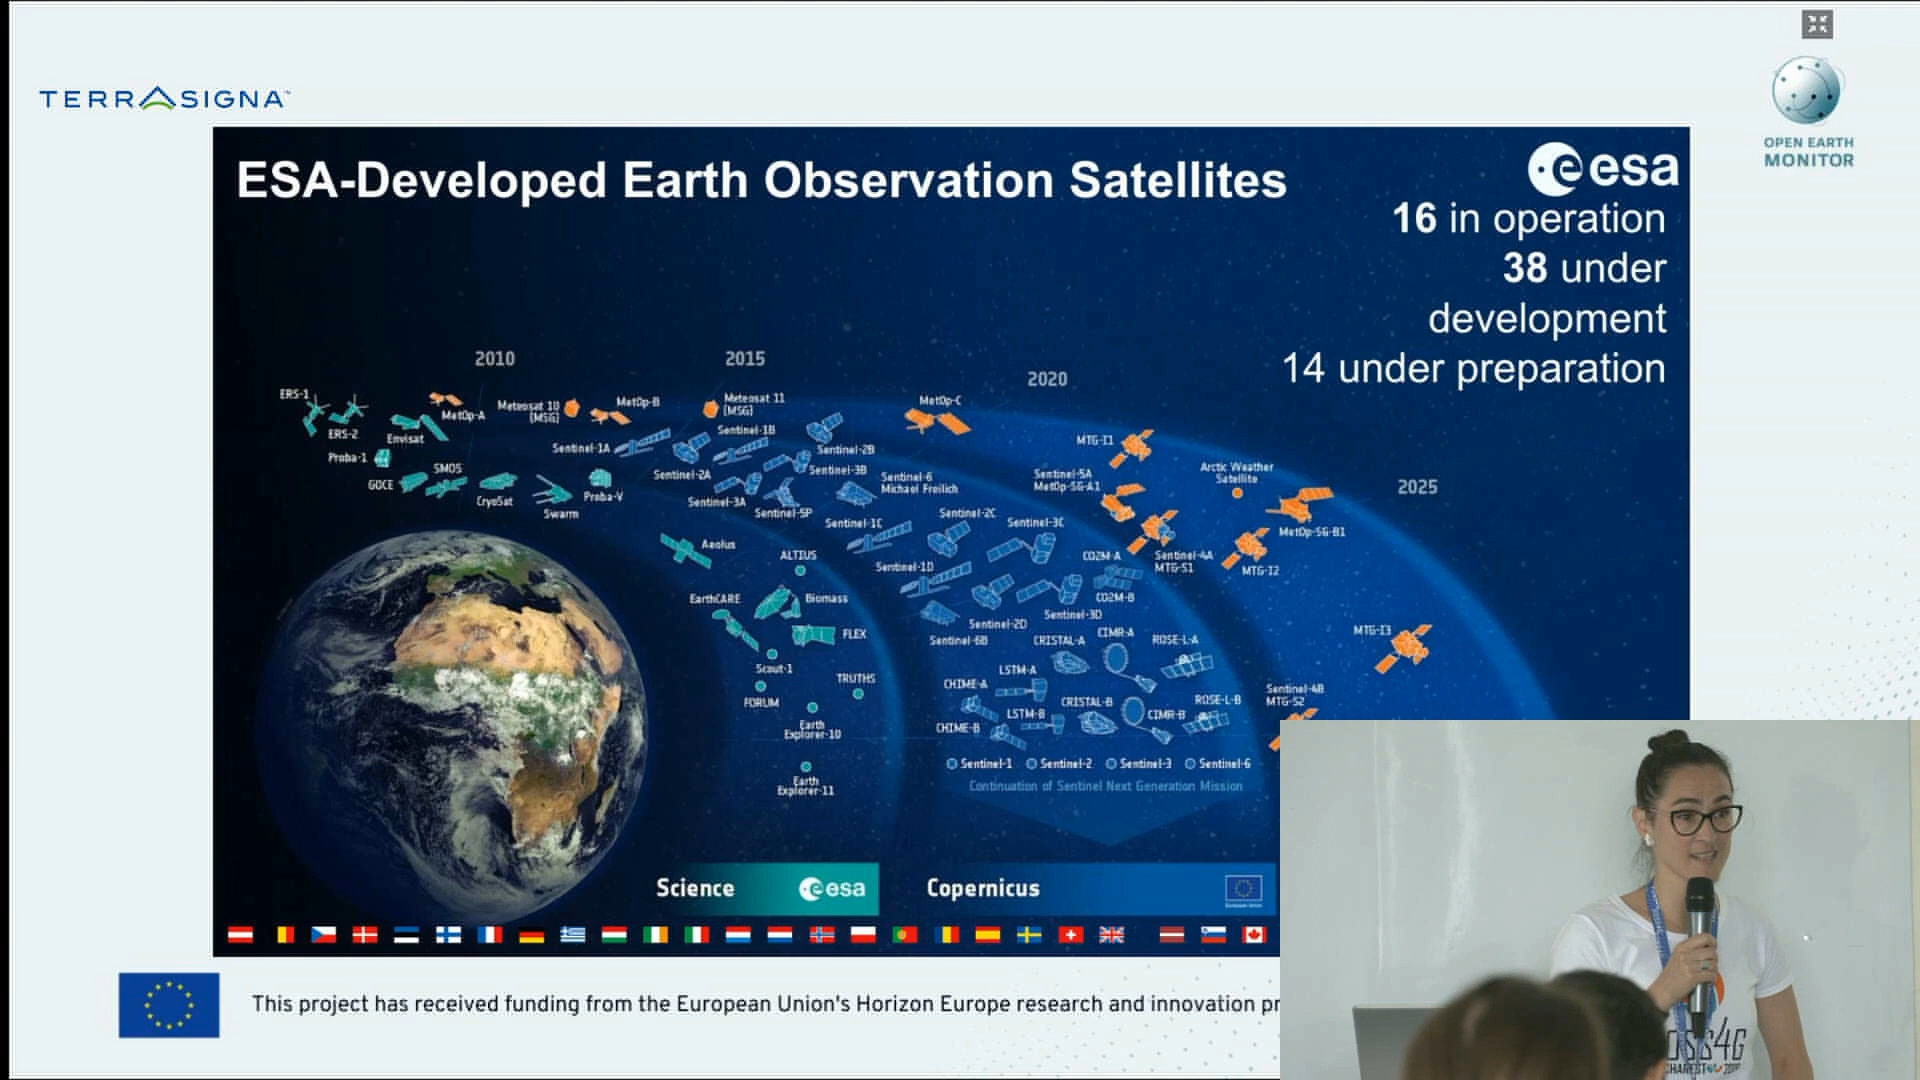 TERRASIGNA™
OPEN EARTH
MONITOR
ESA-Developed Earth Observation Satellites
esa
16 in operation
38 under
development
14 under preparation
2010
2015
2020
2025
ERS-1
ERS-2
Envisat
MetOp-A
Meteosat 10
(MSG)
MetOp-B
Meteosat 11
(MSG)
MetOp-C
Proba-1
GOCE
SMOS
CryoSat
Swarm
Proba-V
Sentinel-1A
Sentinel-1B
Sentinel-2A
Sentinel-2B
Sentinel-3A
Sentinel-3B
Sentinel-5P
Sentinel-6
Michael Freilich
MTG-I1
Sentinel-5A
MetOp-SG-A1
Arctic Weather
Satellite
MetOp-SG-B1
Sentinel-1C
Sentinel-2C
Sentinel-3C
Sentinel-4A
MTG-S1
MTG-I2
Aeolus
ALTIUS
Sentinel-1D
CO2M-A
CO2M-B
EarthCARE
Biomass
FLEX
Sentinel-6B
Sentinel-2D
Sentinel-3D
MTG-I3
Scout-1
CRISTAL-A
CIMR-A
ROSE-L-A
FORUM
TRUTHS
CHIME-A
LSTM-A
Sentinel-4B
MTG-S2
Earth
Explorer-10
CHIME-B
LSTM-B
CRISTAL-B
CIMR-B
ROSE-L-B
Earth
Explorer-11
Sentinel-1
Sentinel-2
Sentinel-3
Sentinel-6
Continuation of Sentinel Next Generation Mission
Science
esa
Copernicus
European Union
This project has received funding from the European Union's Horizon Europe research and innovation pr
OSS4G
CHAREST